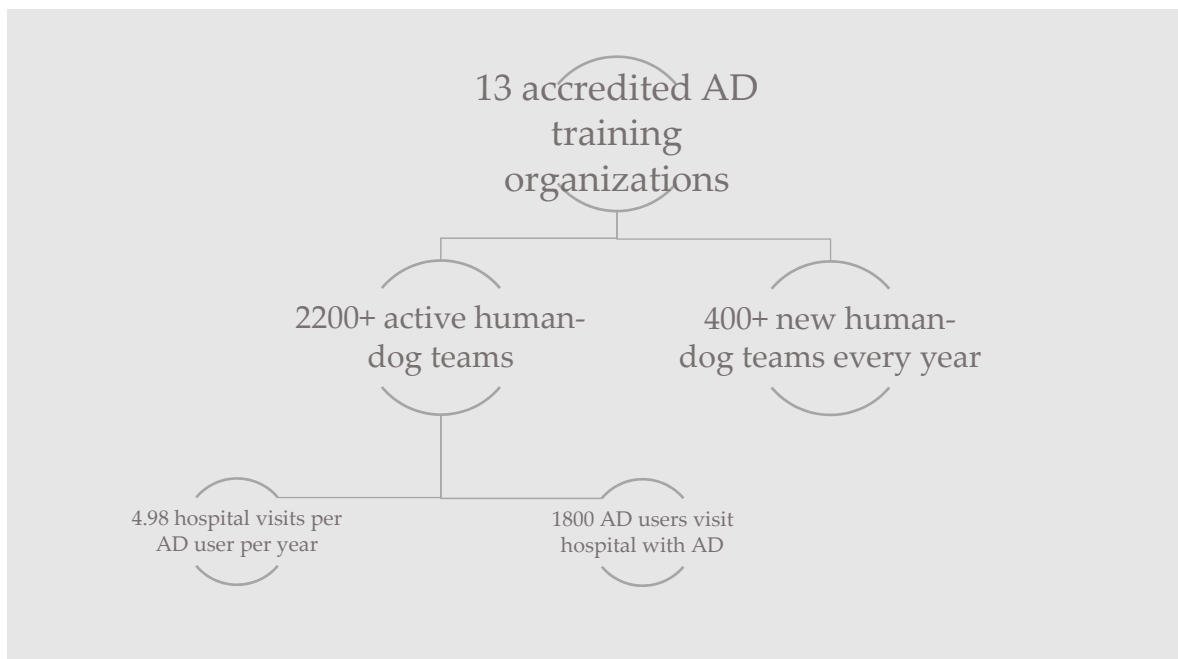 13 accredited AD
training
organizations
2200+ active human-
dog teams
400+ new human-
dog teams every year
4.98 hospital visits per
AD user per year
1800 AD users visit
hospital with AD